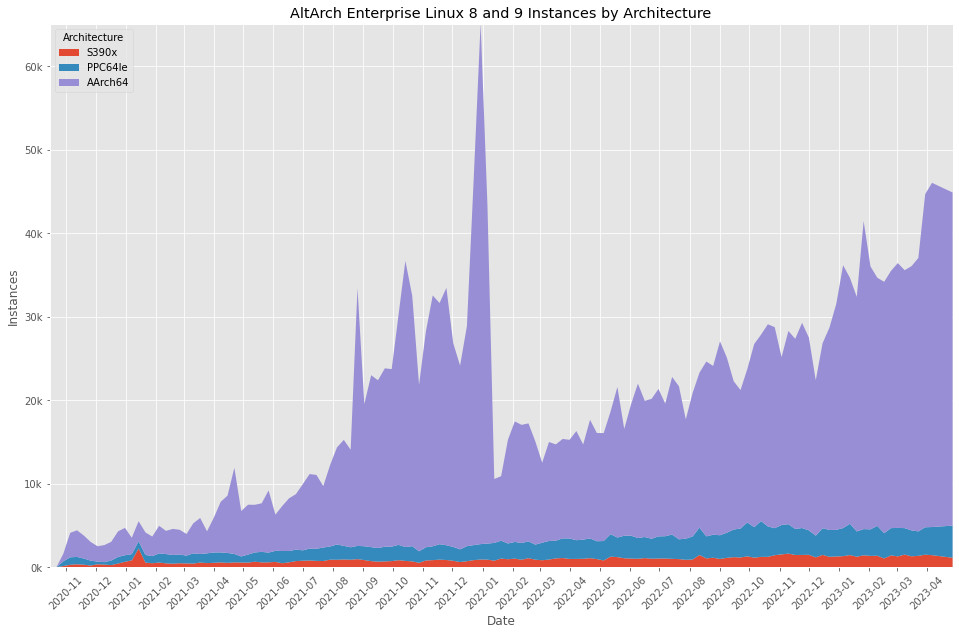 AltArch Enterprise Linux 8 and 9 Instances by Architecture
Architecture
S390x
PPC64le
AArch64
60k
50k
40k
30k
20k
10k
0k
Instances
2020-11
2020-12
2021-01
2021-02
2021-03
2021-04
2021-05
2021-06
2021-07
2021-08
2021-09
2021-10
2021-11
2021-12
2022-01
2022-02
2022-03
2022-04
2022-05
2022-06
2022-07
2022-08
2022-09
2022-10
2022-11
2022-12
2023-01
2023-02
2023-03
2023-04
Date